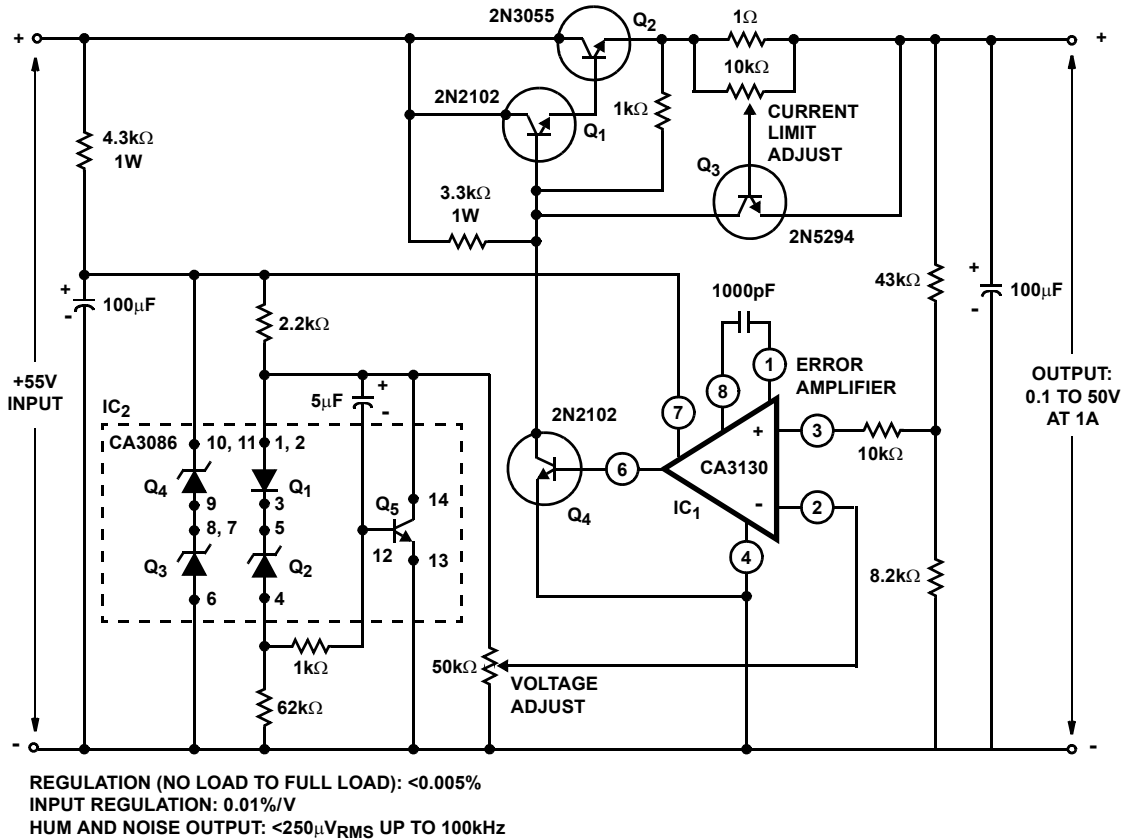 2N3055
Q2
1Ω
+
+
10kΩ
2N2102
1kΩ
CURRENT
LIMIT
ADJUST
Q1
4.3kΩ
1W
Q3
3.3kΩ
1W
2N5294
+
100μF
-
2.2kΩ
1000pF
43kΩ
+
100μF
-
+55V
INPUT
5μF
+
-
1
8
ERROR
AMPLIFIER
OUTPUT:
0.1 TO 50V
AT 1A
IC2
7
2N2102
CA3086
10, 11
1, 2
+
3
6
CA3130
10kΩ
Q4
Q1
Q5
14
9
3
IC1
-
2
8, 7
5
Q4
12
13
4
Q3
Q2
8.2kΩ
6
4
1kΩ
50kΩ
VOLTAGE
ADJUST
62kΩ
-
-
REGULATION (NO LOAD TO FULL LOAD): <0.005%
INPUT REGULATION: 0.01%/V
HUM AND NOISE OUTPUT: <250μVRMS UP TO 100kHz